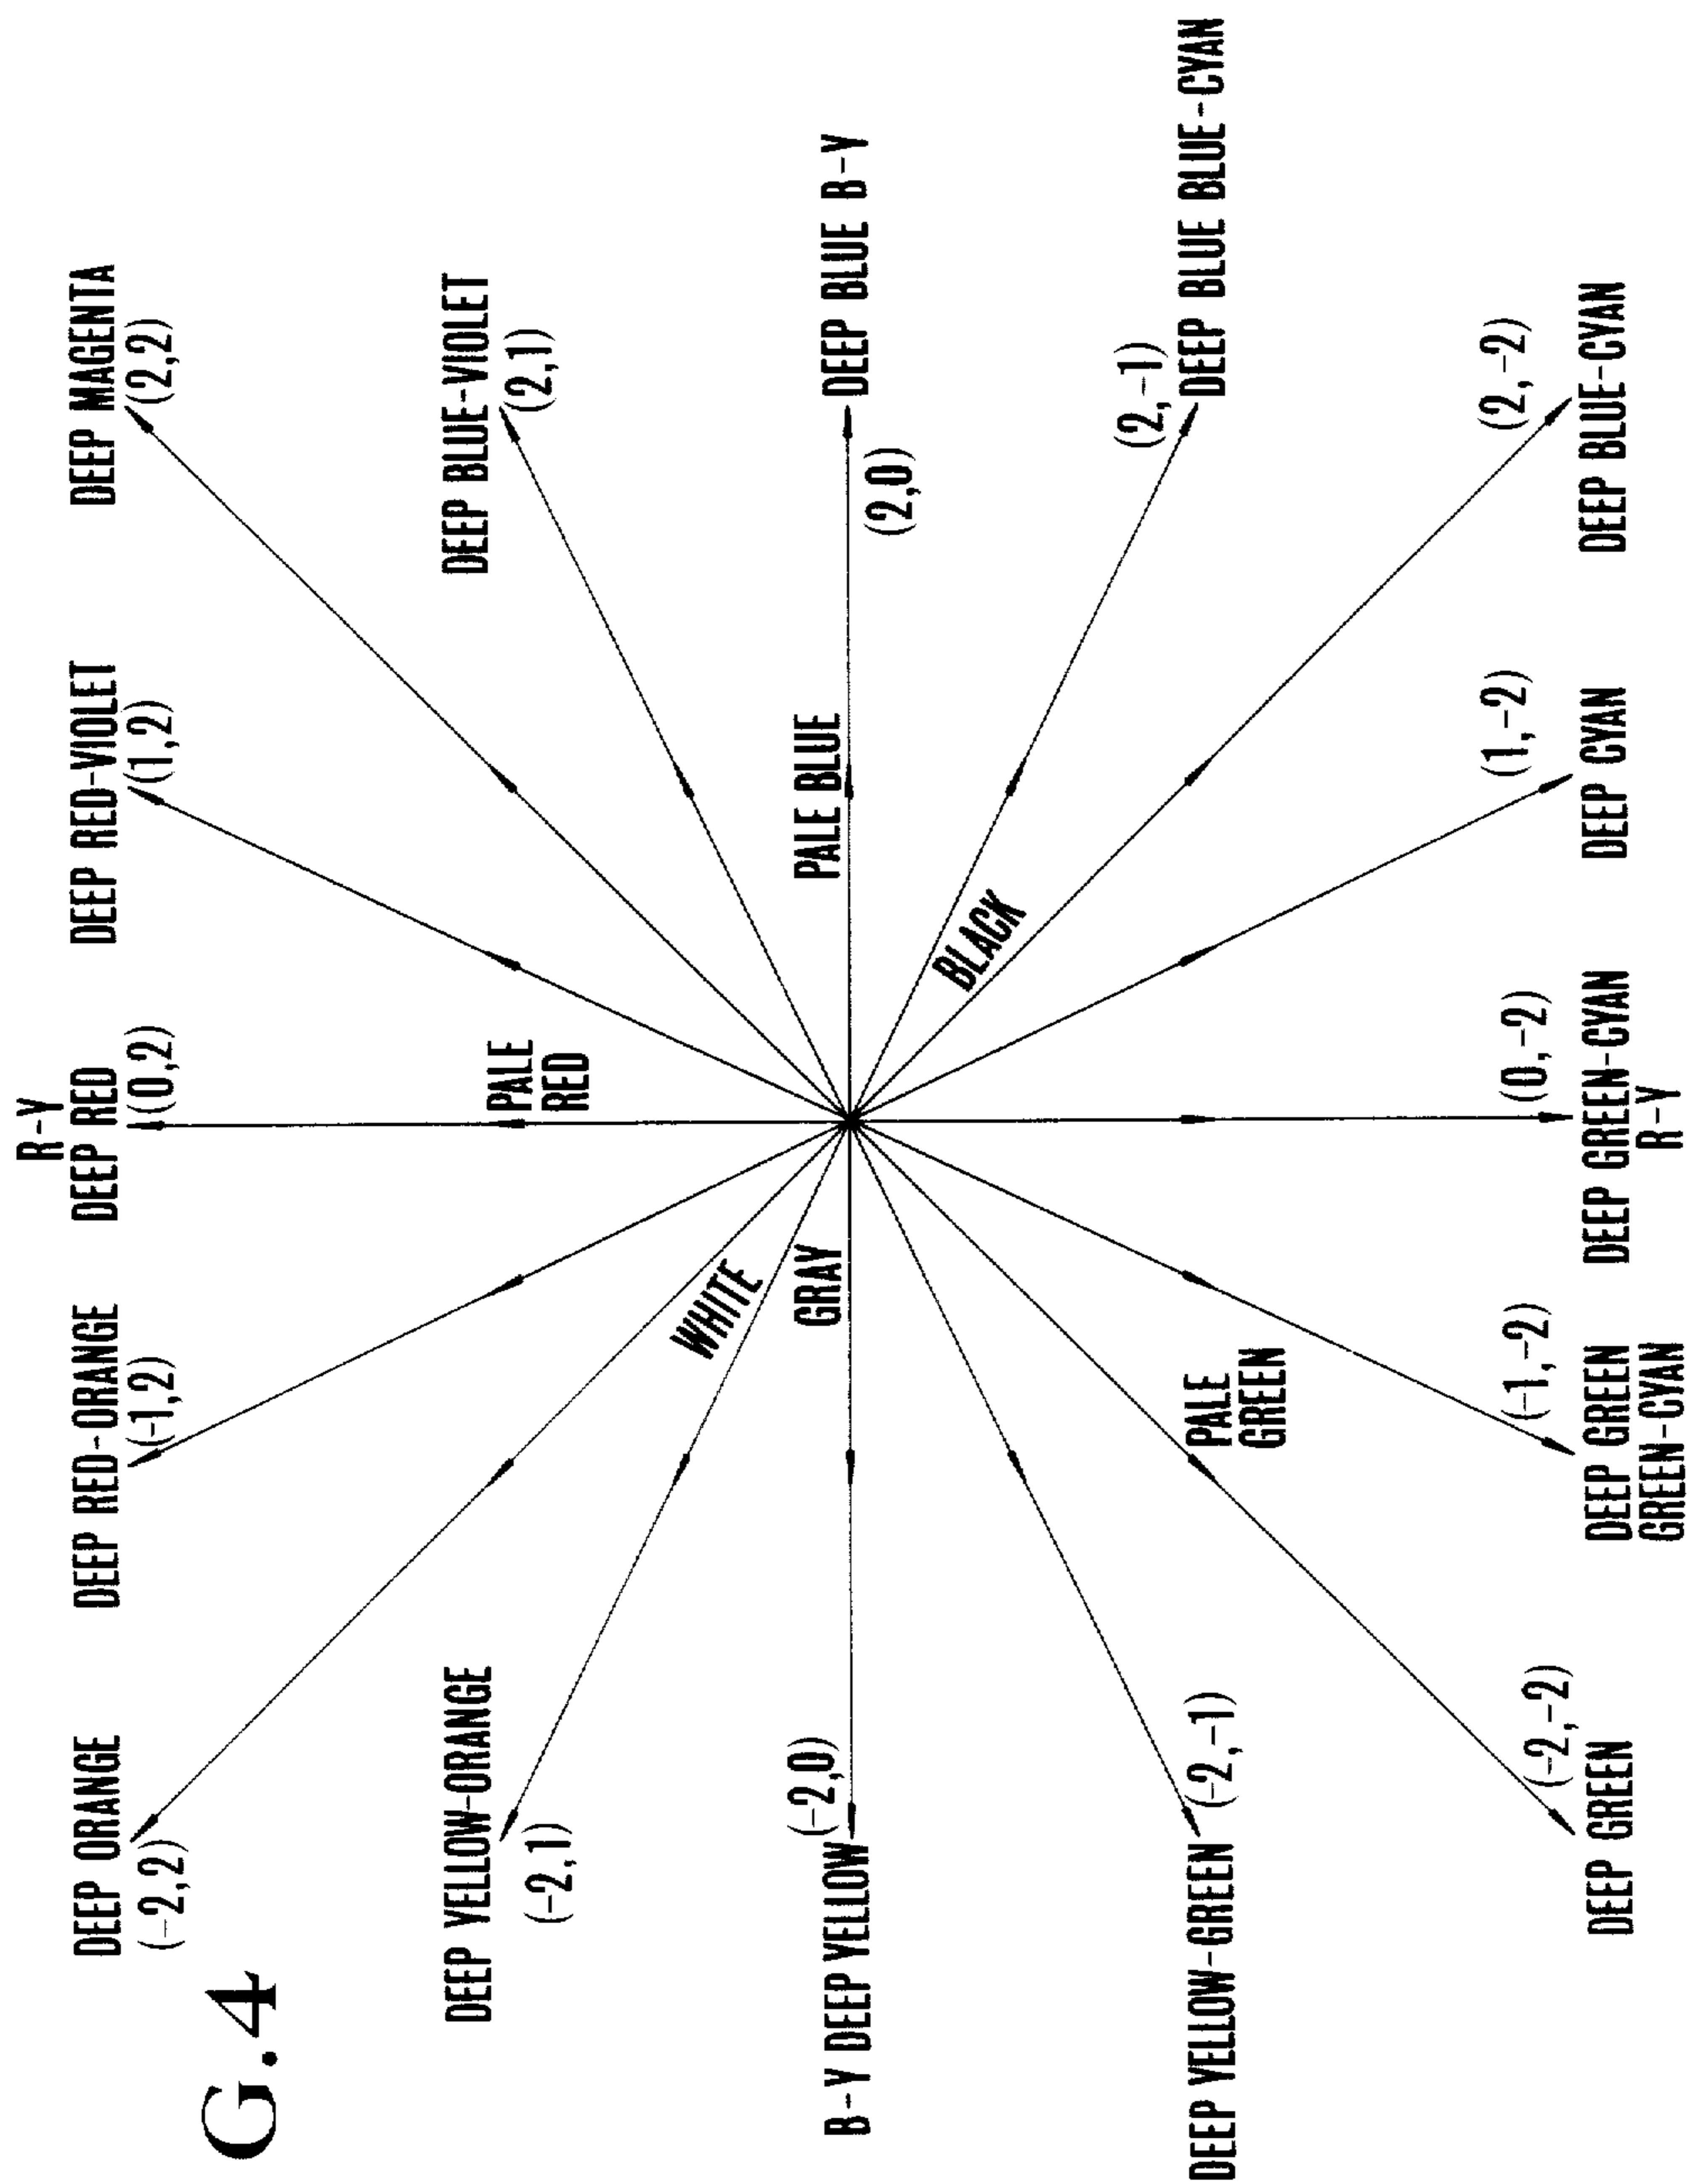 G.4
R-Y
DEEP ORANGE
(-2,2)
DEEP RED-ORANGE
(-1,2)
DEEP RED
(0,2)
DEEP RED-VIOLET
(1,2)
DEEP MAGENTA
(2,2)
DEEP YELLOW-ORANGE
(-2,1)
PALE
RED
DEEP BLUE-VIOLET
(2,1)
WHITE
B-Y DEEP YELLOW
(-2,0)
GRAY
PALE BLUE
(2,0)
DEEP BLUE B-Y
BLACK
DEEP YELLOW-GREEN
(-2,-1)
PALE
GREEN
(2,-1)
DEEP BLUE BLUE-CYAN
(-2,-2)
DEEP GREEN
(-1,-2)
DEEP GREEN
GREEN-CYAN
(0,-2)
DEEP GREEN-CYAN
R-Y
(1,-2)
DEEP CYAN
(2,-2)
DEEP BLUE-CYAN